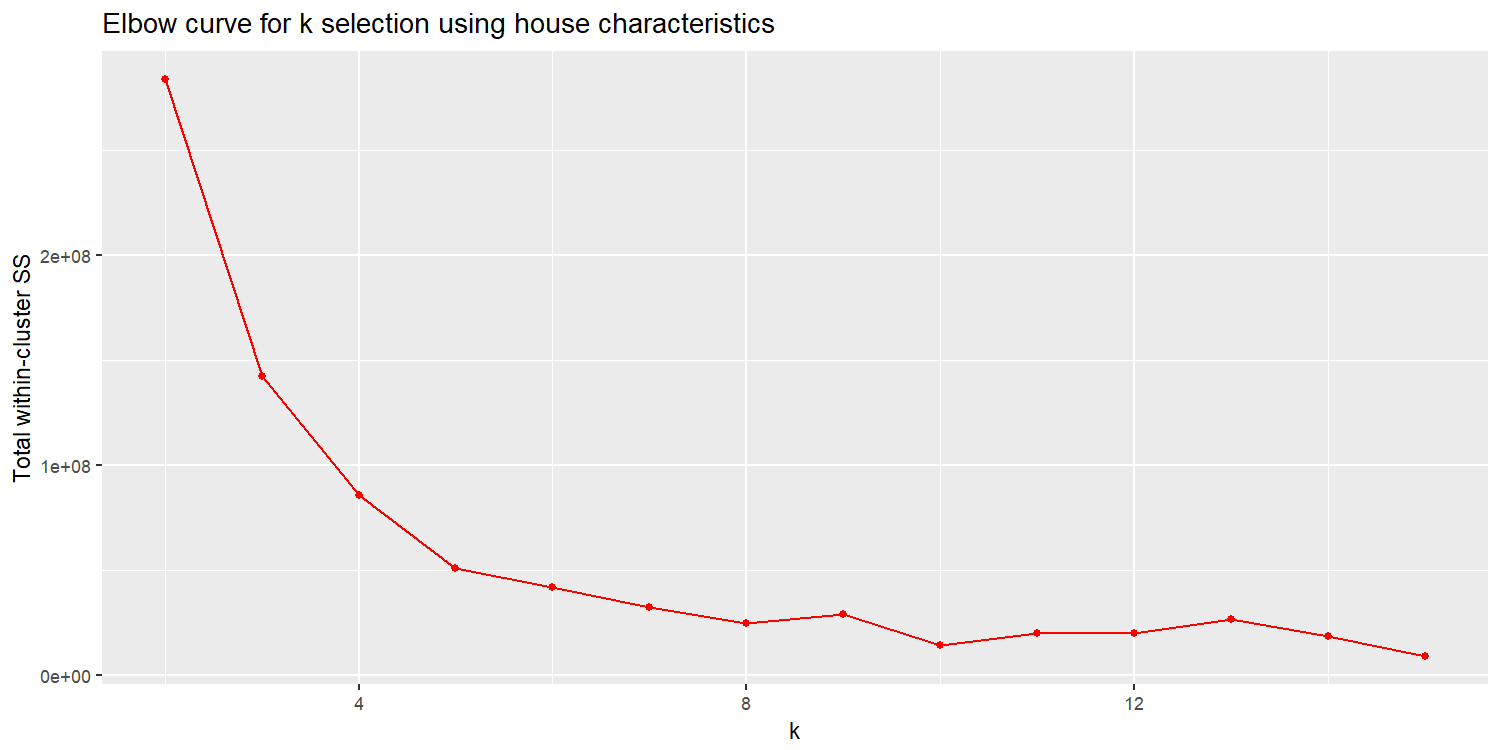 Elbow curve for k selection using house characteristics
Total within-cluster SS
2e+08
1e+08
0e+00
4 8 12
k